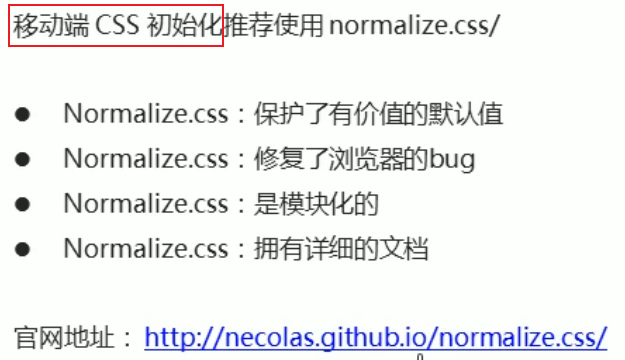 移动端 CSS 初始化推荐使用 normalize.css/
● Normalize.css：保护了有价值的默认值
● Normalize.css：修复了浏览器的bug
● Normalize.css：是模块化的
● Normalize.css：拥有详细的文档
官网地址： http://necolas.github.io/normalize.css/